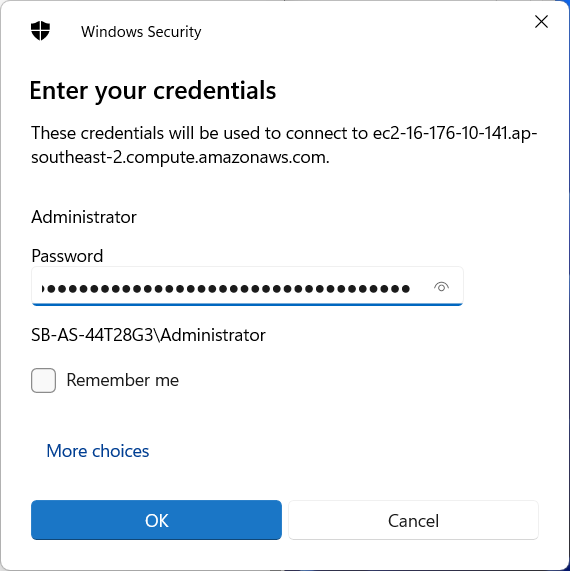 Windows Security
Enter your credentials
These credentials will be used to connect to ec2-16-176-10-141.ap-
southeast-2.compute.amazonaws.com.
Administrator
Password
SB-AS-44T28G3\Administrator
Remember me
More choices
OK
Cancel